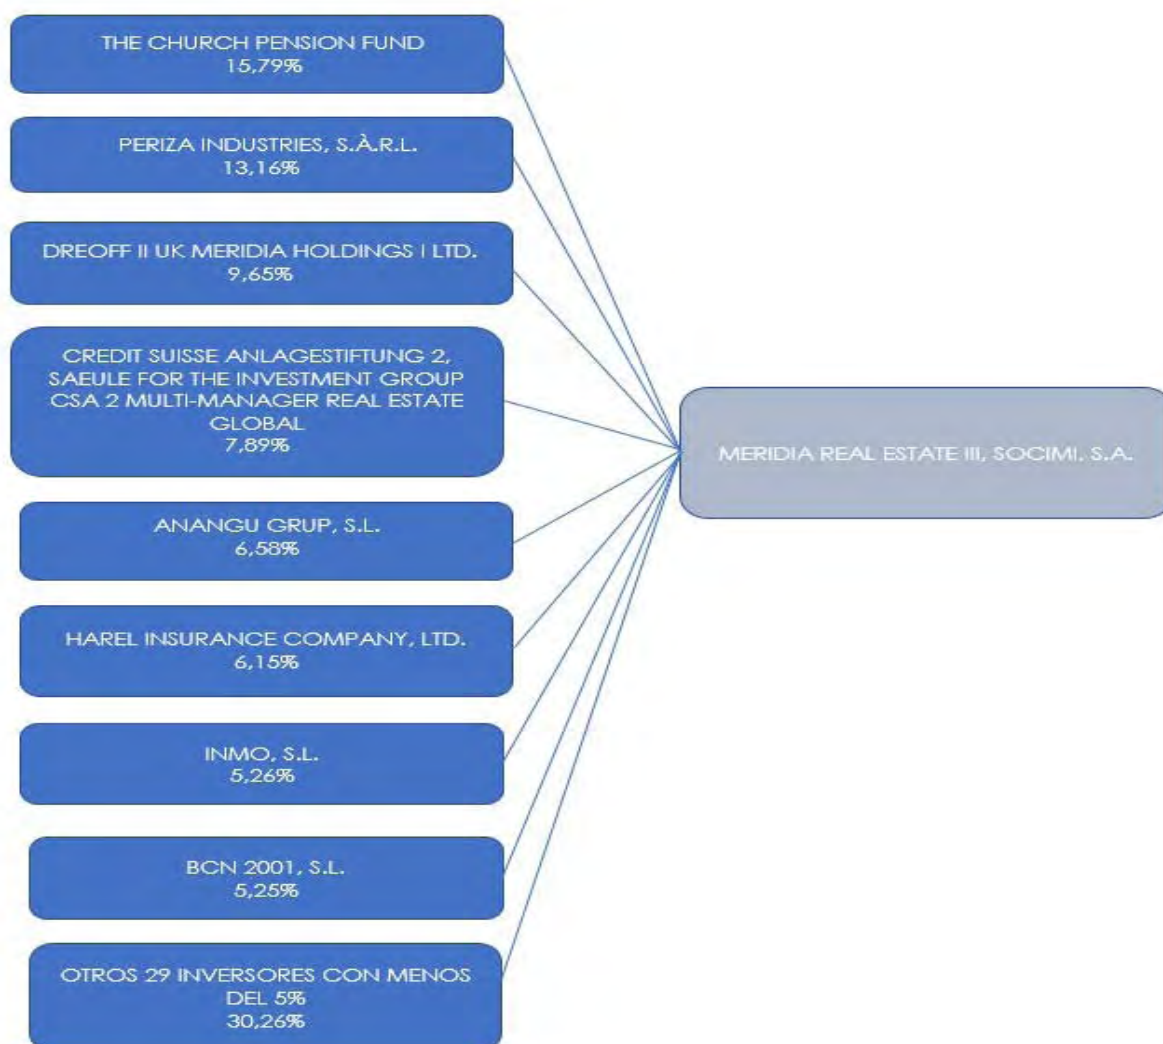 THE CHURCH PENSION FUND
15,79%
PERIZA INDUSTRIES, S.À.R.L.
13,16%
DREOFF II UK MERIDIA HOLDINGS I LTD.
9,65%
CREDIT SUISSE ANLAGESTIFTUNG 2,
SAEULE FOR THE INVESTMENT GROUP
CSA 2 MULTI-MANAGER REAL ESTATE
GLOBAL
7,89%
ANANGU GRUP, S.L.
6,58%
HAREL INSURANCE COMPANY, LTD.
6,15%
INMO, S.L.
5,26%
BCN 2001, S.L.
5,25%
OTROS 29 INVERSORES CON MENOS
DEL 5%
30,26%
MERIDIA REAL ESTATE III, SOCIMI, S.A.